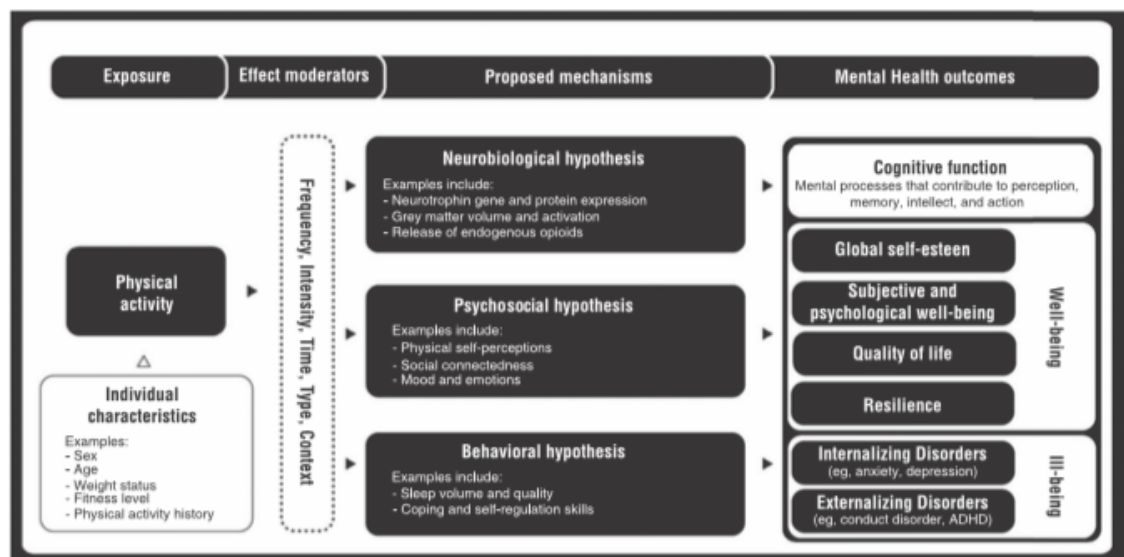 Exposure
Effect moderators
Proposed mechanisms
Mental Health outcomes
Physical
activity
Individual
characteristics
Examples:
- Sex
- Age
- Weight status
- Fitness level
- Physical activity history
Frequency, Intensity, Time, Type, Context
Neurobiological hypothesis
Examples include:
- Neurotrophin gene and protein expression
- Grey matter volume and activation
- Release of endogenous opioids
Psychosocial hypothesis
Examples include:
- Physical self-perceptions
- Social connectedness
- Mood and emotions
Behavioral hypothesis
Examples include:
- Sleep volume and quality
- Coping and self-regulation skills
Cognitive function
Mental processes that contribute to perception,
memory, intellect, and action
Global self-esteen
Subjective and
psychological well-being
Quality of life
Resilience
Well-being
Internalizing Disorders
(eg, anxiety, depression)
Externalizing Disorders
(eg, conduct disorder, ADHD)
Ill-being